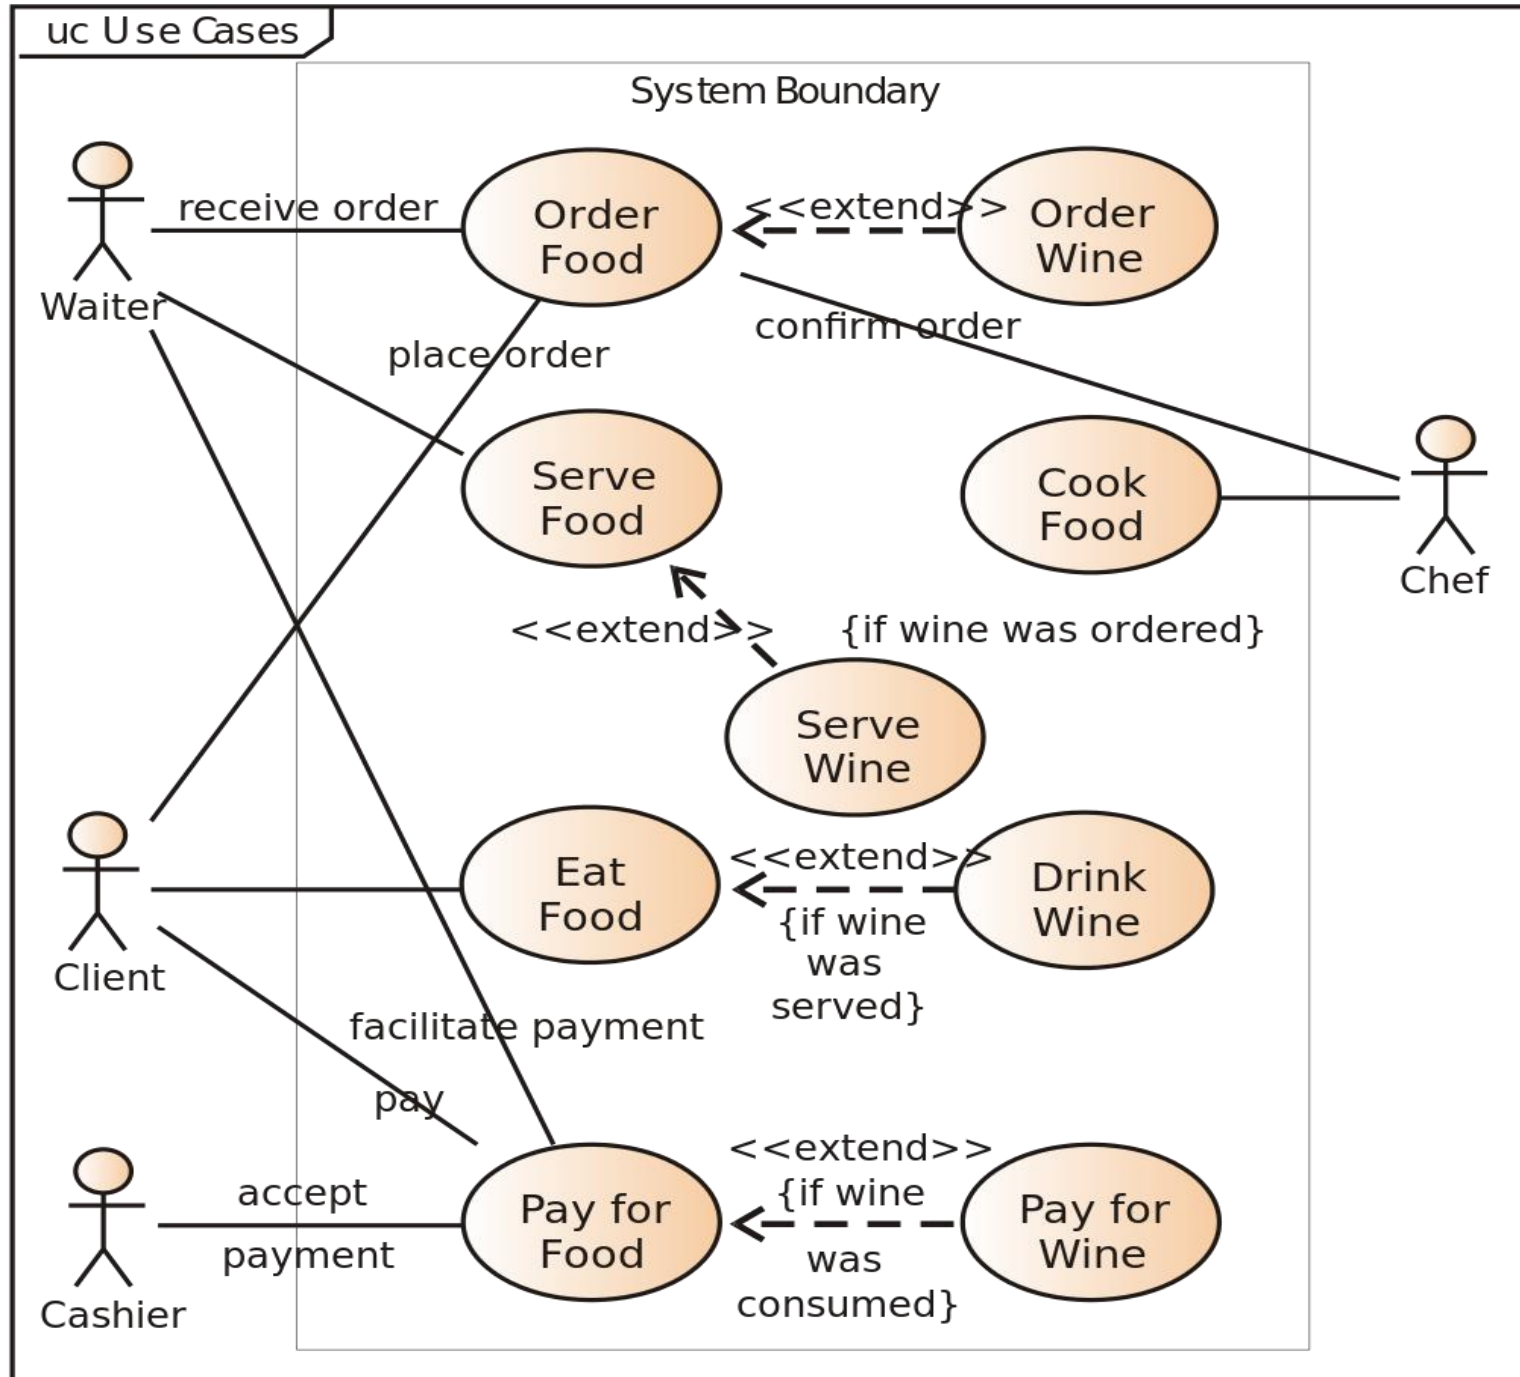 uc Use Cases
System Boundary
receive order
Order
Food
<<extend>>
Order
Wine
Waiter
place order
confirm order
Serve
Food
Cook
Food
Chef
<<extend>>
{if wine was ordered}
Serve
Wine
Eat
Food
<<extend>>
{if wine
was
served}
Drink
Wine
Client
facilitate payment
pay
accept
payment
Pay for
Food
<<extend>>
{if wine
was
consumed}
Pay for
Wine
Cashier